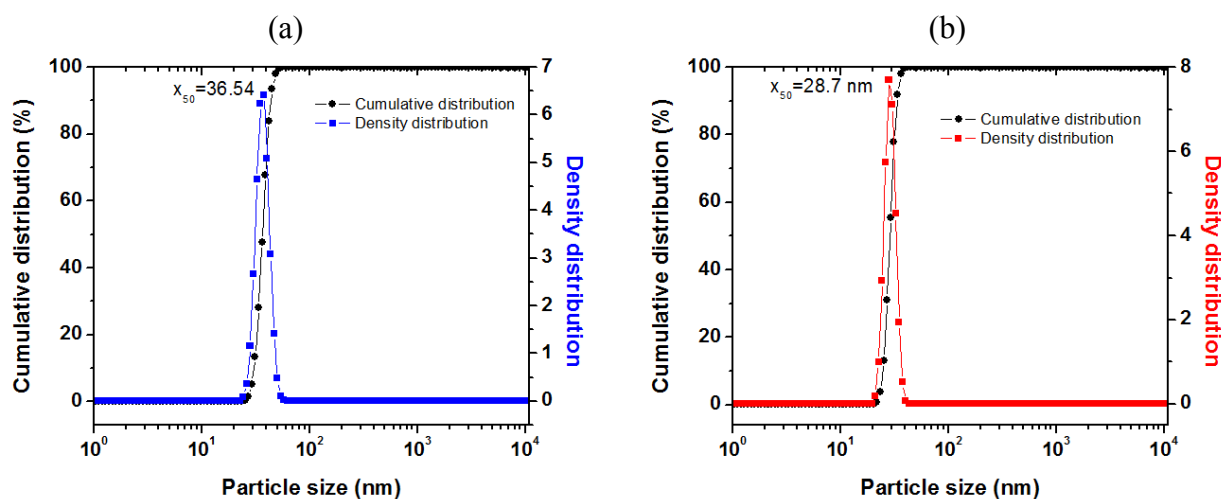 (a)
x50=36.54
Cumulative distribution
Density distribution
Cumulative distribution (%)
100
80
60
40
20
0
7
6
5
4
3
2
1
0
Density distribution
10^0 10^1 10^2 10^3 10^4
Particle size (nm)
(b)
x50=28.7 nm
Cumulative distribution
Density distribution
Cumulative distribution (%)
100
80
60
40
20
0
8
6
4
2
0
Density distribution
10^0 10^1 10^2 10^3 10^4
Particle size (nm)